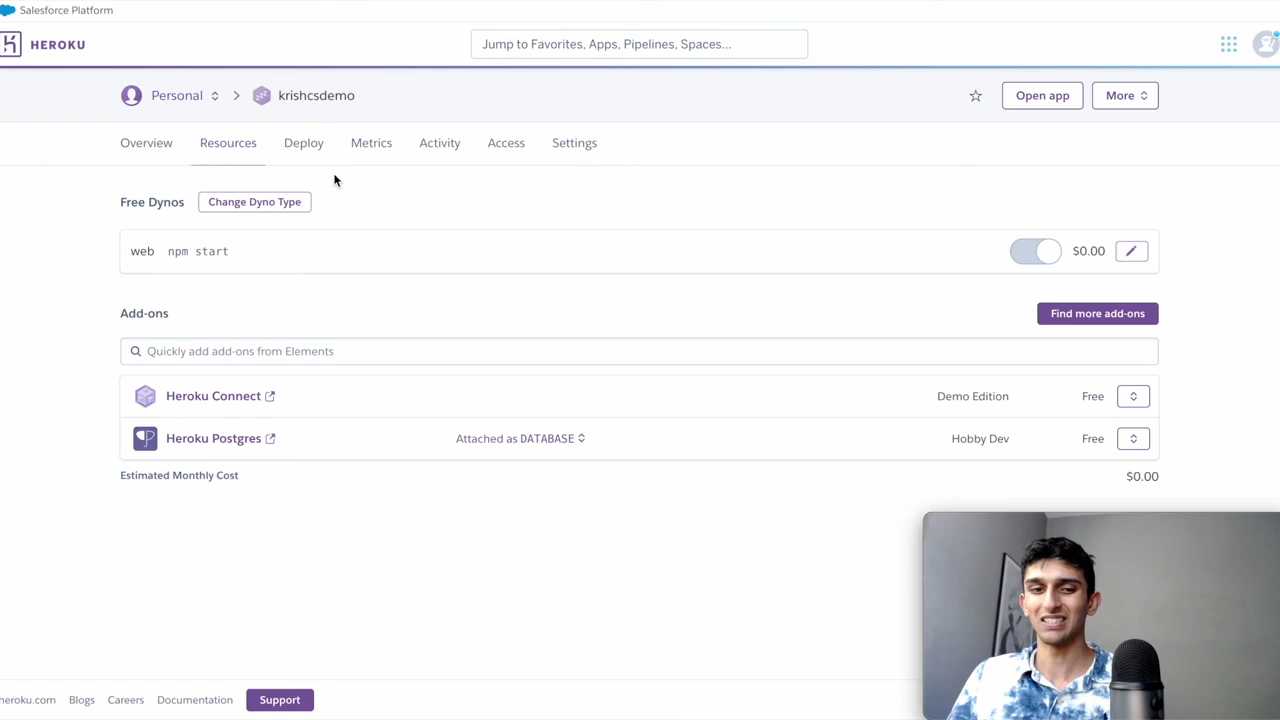 Salesforce Platform
HEROKU
Jump to Favorites, Apps, Pipelines, Spaces...
Personal > krishcsdemo
Open app
More
Overview Resources Deploy Metrics Activity Access Settings
Free Dynos Change Dyno Type
web npm start $0.00
Add-ons Find more add-ons
Quickly add add-ons from Elements
Heroku Connect Demo Edition Free
Heroku Postgres Attached as DATABASE Hobby Dev Free
Estimated Monthly Cost $0.00
heroku.com Blogs Careers Documentation Support